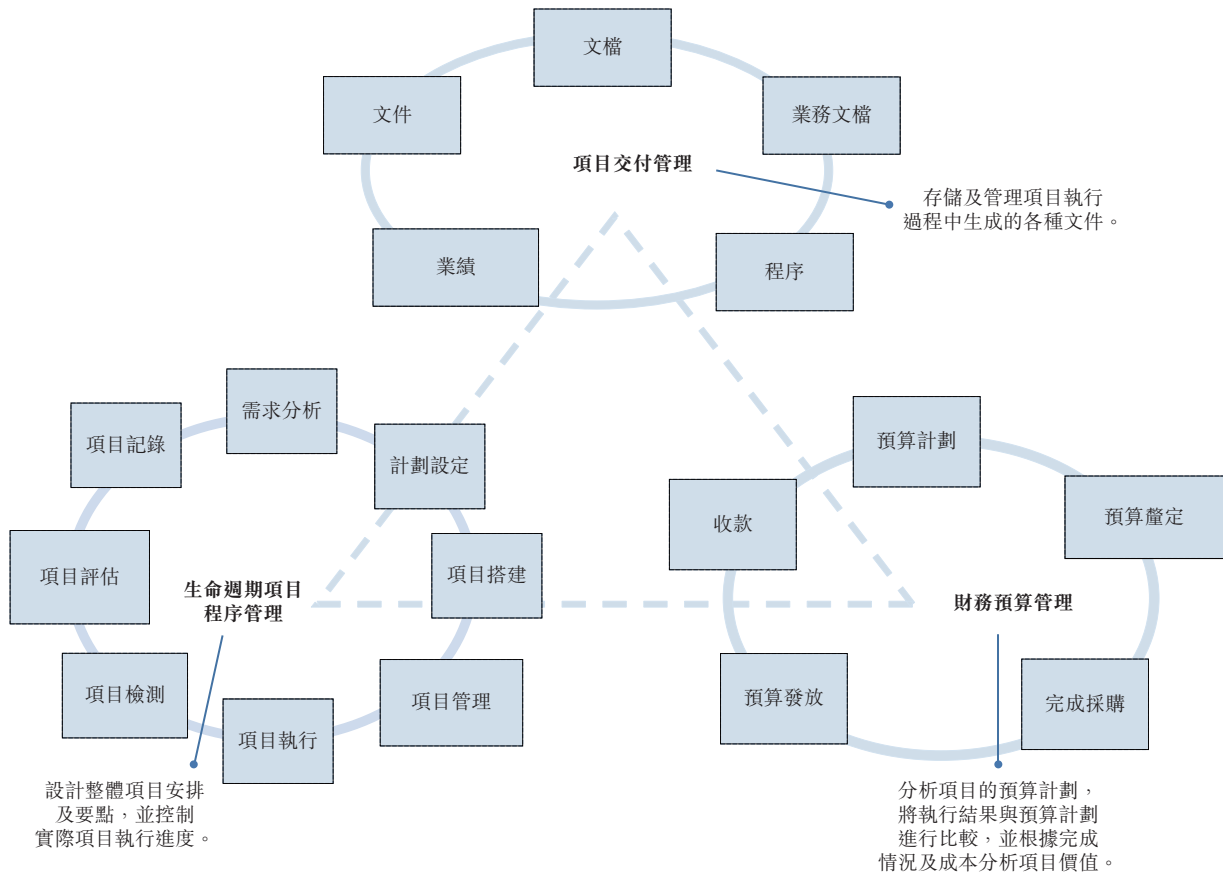 文檔
文件
業務文檔
項目交付管理
存儲及管理項目執行
過程中生成的各種文件。
業績
程序
需求分析
項目記錄
計劃設定
項目評估
項目搭建
生命週期項目
程序管理
項目檢測
項目管理
項目執行
設計整體項目安排
及要點，並控制
實際項目執行進度。
預算計劃
收款
預算釐定
財務預算管理
預算發放
完成採購
分析項目的預算計劃，
將執行結果與預算計劃
進行比較，並根據完成
情況及成本分析項目價值。